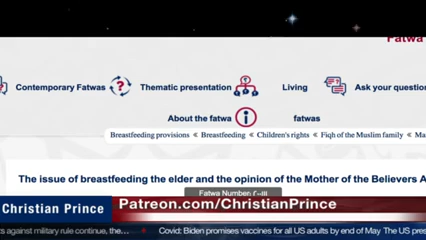 Fatwa
Contemporary Fatwas
Thematic presentation
Living
Ask your question
About the fatwa
fatwas
Breastfeeding provisions « Breastfeeding « Children's rights « Fiqh of the Muslim family « Ma
The issue of breastfeeding the elder and the opinion of the Mother of the Believers A
Fatwa Number
Christian Prince
Patreon.com/ChristianPrince
ts against military rule continue, the...
Covid: Biden promises vaccines for all US adults by end of May The US pres